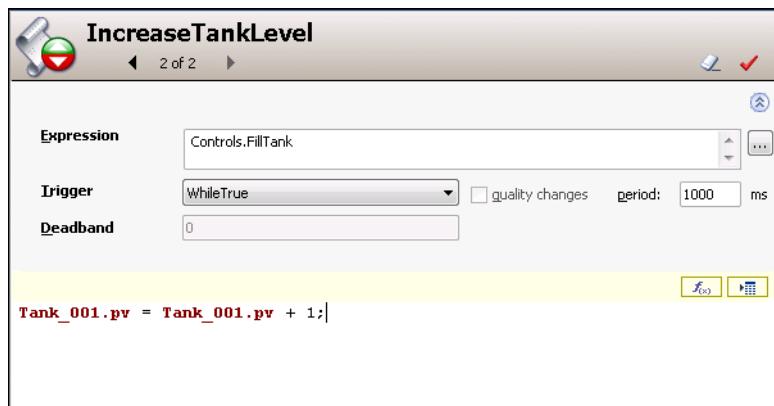 IncreaseTankLevel
2 of 2
Expression
Controls.FillTank
...
Trigger
WhileTrue
quality changes
period:
1000
ms
Deadband
0
f(x)
Tank_001.pv = Tank_001.pv + 1;